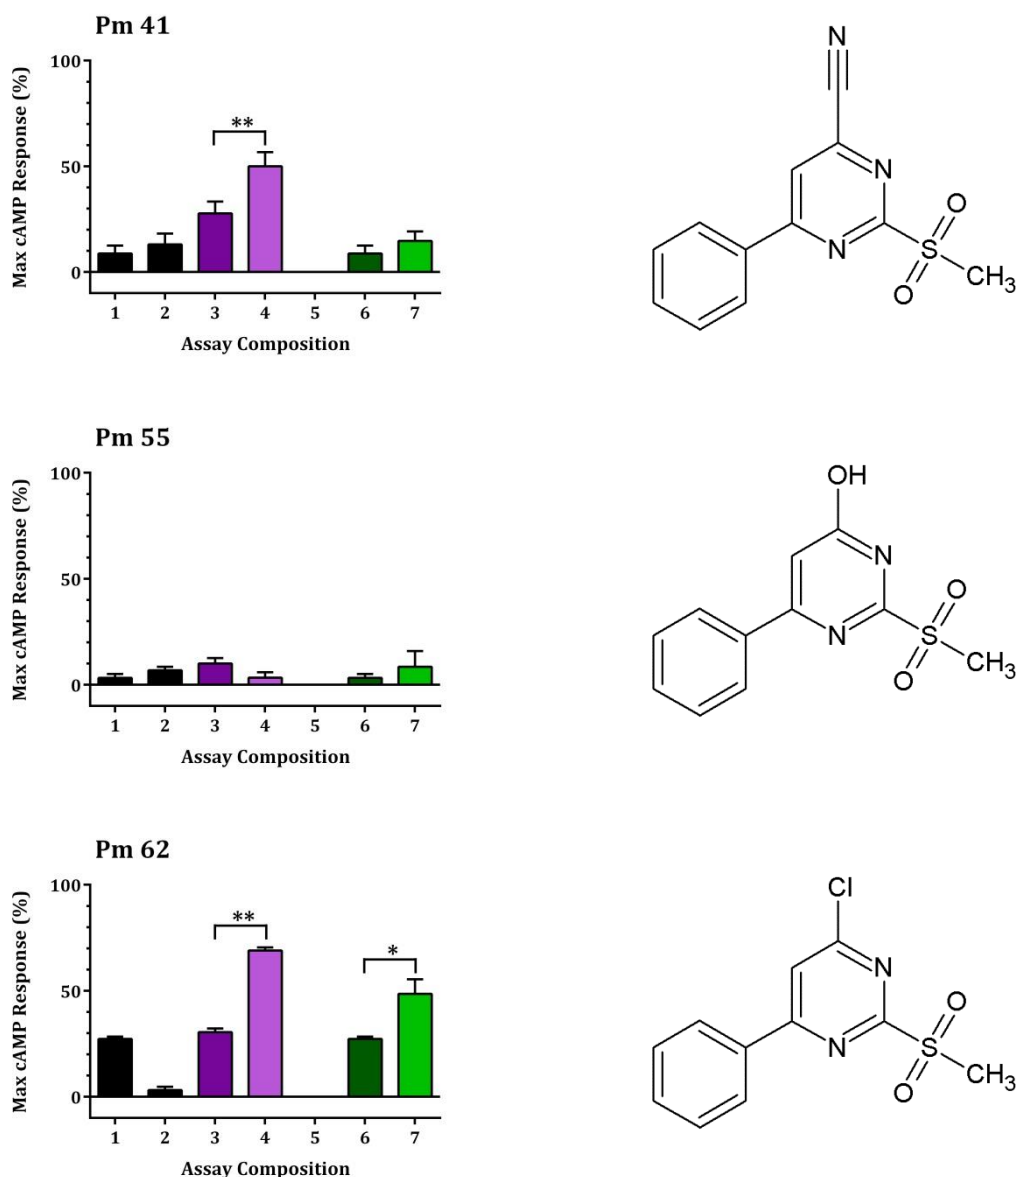 Pm 41
Max cAMP Response (%)
100
50
0
**
1 2 3 4 5 6 7
Assay Composition
N
N
N
O
S
O
CH3
Pm 55
Max cAMP Response (%)
100
50
0
1 2 3 4 5 6 7
Assay Composition
OH
N
N
O
S
O
CH3
Pm 62
Max cAMP Response (%)
100
50
0
**
*
1 2 3 4 5 6 7
Assay Composition
Cl
N
N
O
S
O
CH3